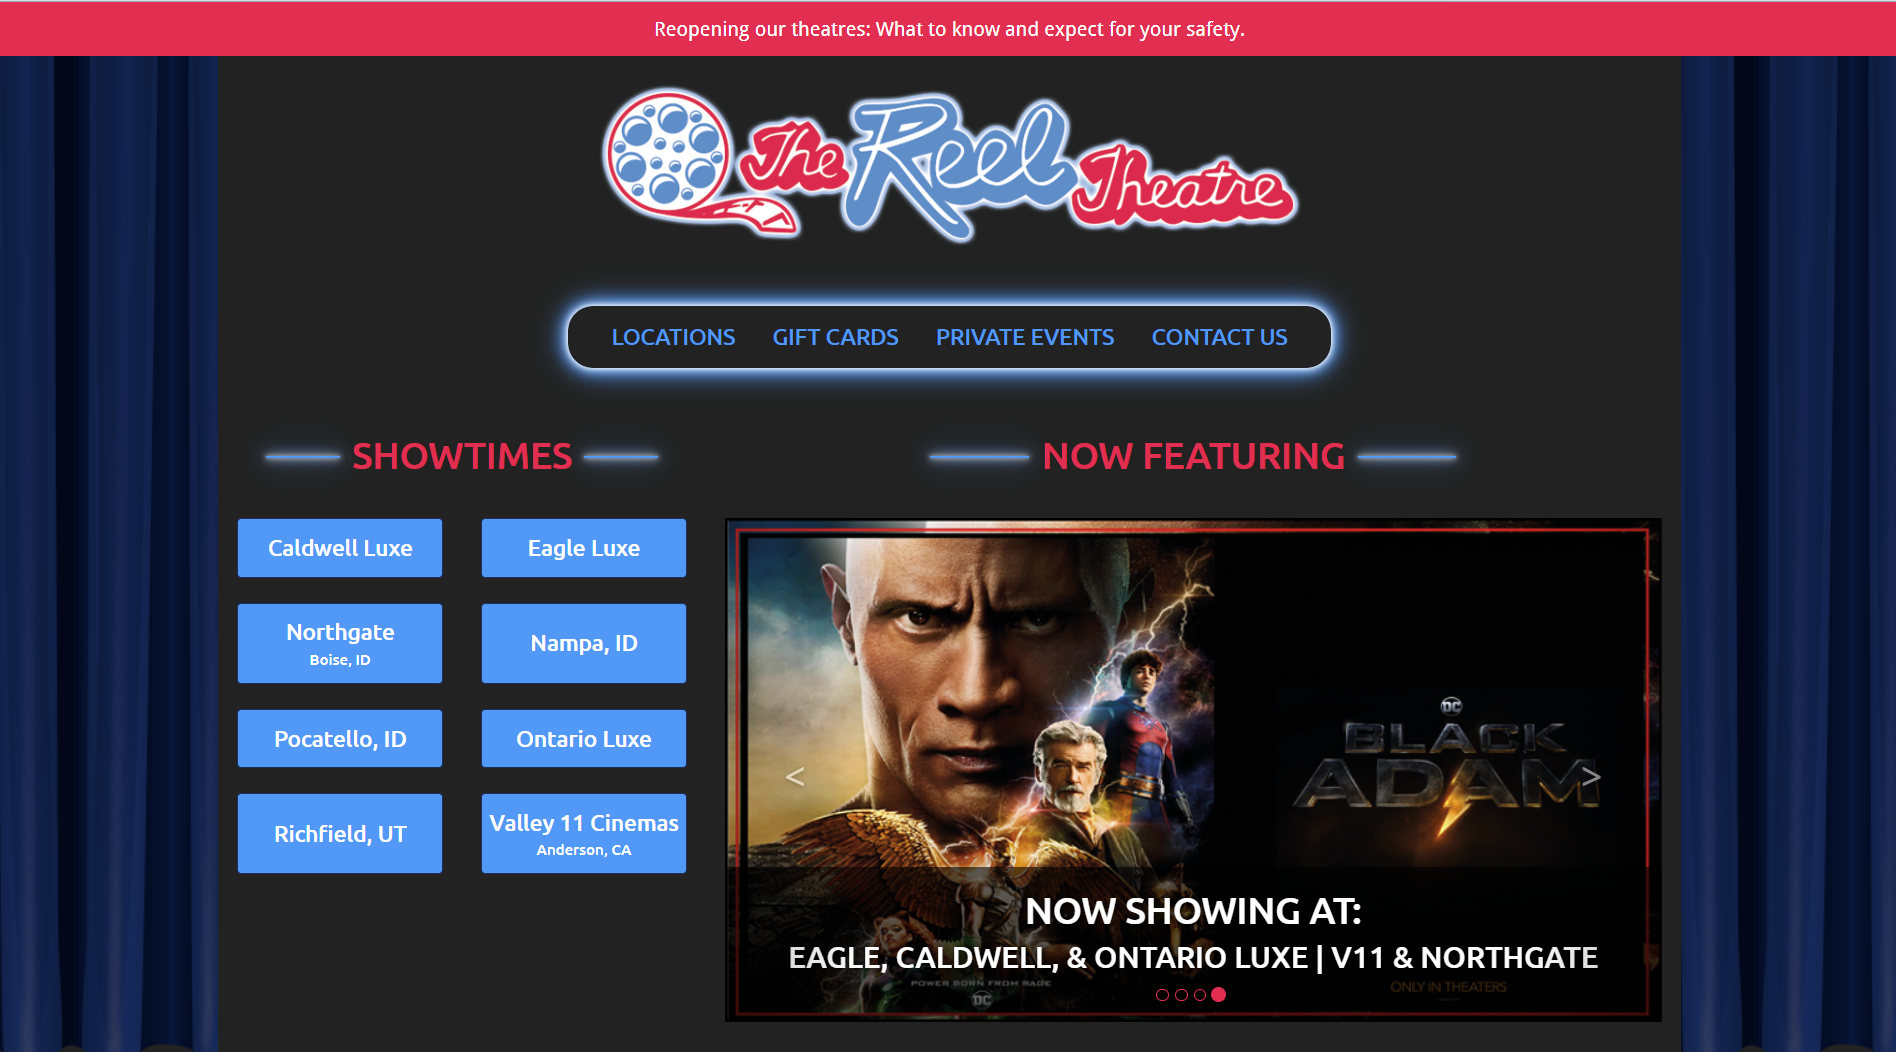 Reopening our theatres: What to know and expect for your safety.
The Reel Theatre
LOCATIONS GIFT CARDS PRIVATE EVENTS CONTACT US
SHOWTIMES
Caldwell Luxe
Eagle Luxe
Northgate
Boise, ID
Nampa, ID
Pocatello, ID
Ontario Luxe
Richfield, UT
Valley 11 Cinemas
Anderson, CA
NOW FEATURING
DC
BLACK
ADAM
<
>
NOW SHOWING AT:
EAGLE, CALDWELL, & ONTARIO LUXE | V11 & NORTHGATE
POWER BORN FROM RAGE
DC
ONLY IN THEATERS